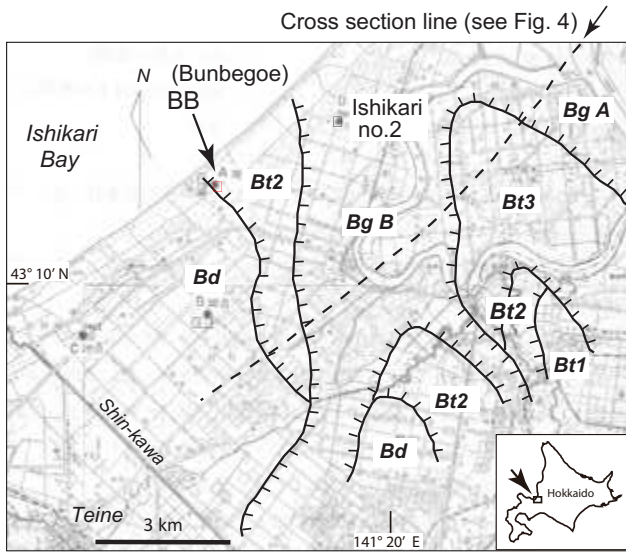 Cross section line (see Fig. 4)
N
(Bunbegoe)
BB
Ishikari
Bay
Ishikari
no.2
Bg A
Bt2
Bt3
Bg B
43° 10' N
Bd
Bt2
Bt1
Bt2
Shin-kawa
Bd
Hokkaido
Teine
3 km
141° 20' E